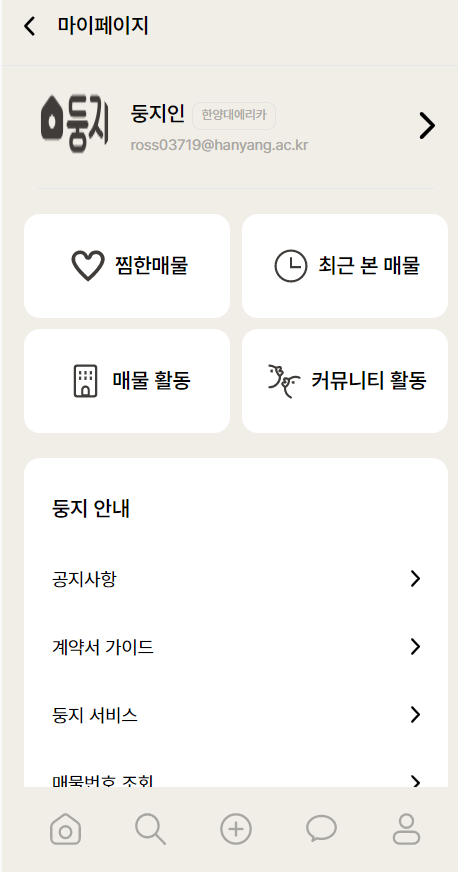 마이페이지
둥지
둥지인 한양대에리카
ross03719@hanyang.ac.kr
찜한매물
최근 본 매물
매물 활동
커뮤니티 활동
둥지 안내
공지사항
계약서 가이드
둥지 서비스
매물번호 조회